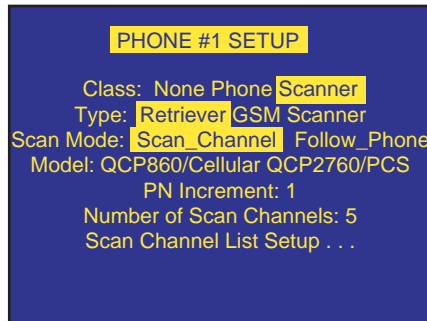 PHONE #1 SETUP
Class: None Phone Scanner
Type: Retriever GSM Scanner
Scan Mode: Scan_Channel Follow_Phone
Model: QCP860/Cellular QCP2760/PCS
PN Increment: 1
Number of Scan Channels: 5
Scan Channel List Setup . . .